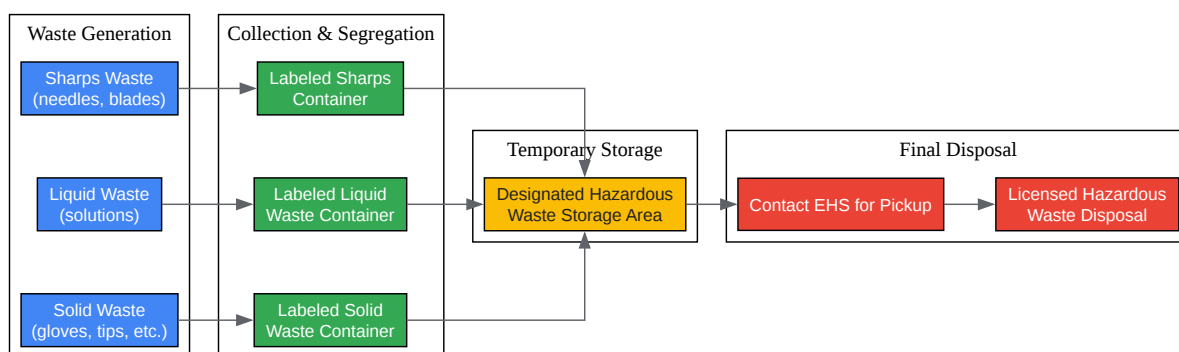 Waste Generation
Sharps Waste
(needles, blades)
Liquid Waste
(solutions)
Solid Waste
(gloves, tips, etc.)
Collection & Segregation
Labeled Sharps
Container
Labeled Liquid
Waste Container
Labeled Solid
Waste Container
Temporary Storage
Designated Hazardous
Waste Storage Area
Final Disposal
Contact EHS for Pickup
Licensed Hazardous
Waste Disposal